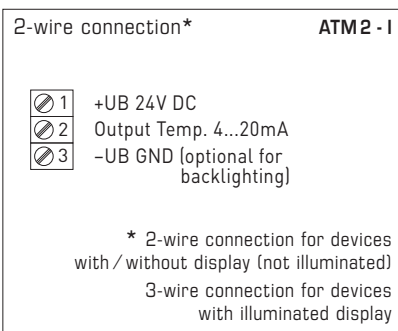 2-wire connection* ATM 2 - I
1 +UB 24V DC
2 Output Temp. 4...20mA
3 –UB GND (optional for
backlighting)
* 2-wire connection for devices
with / without display (not illuminated)
3-wire connection for devices
with illuminated display